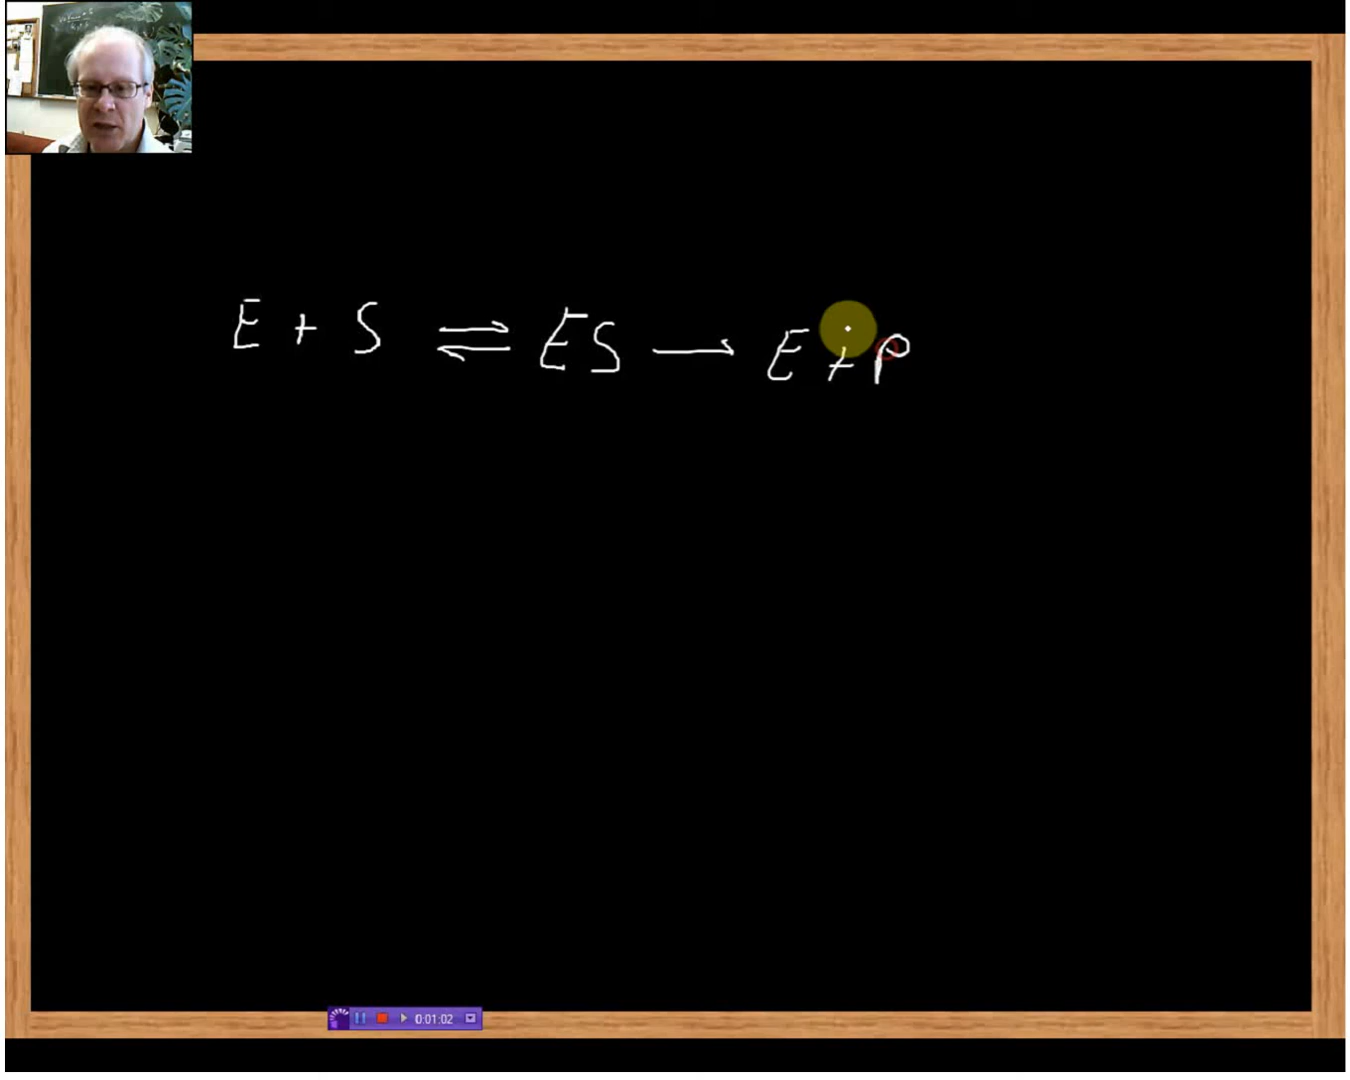 E + S ⇌ ES → E + P
0:01:02